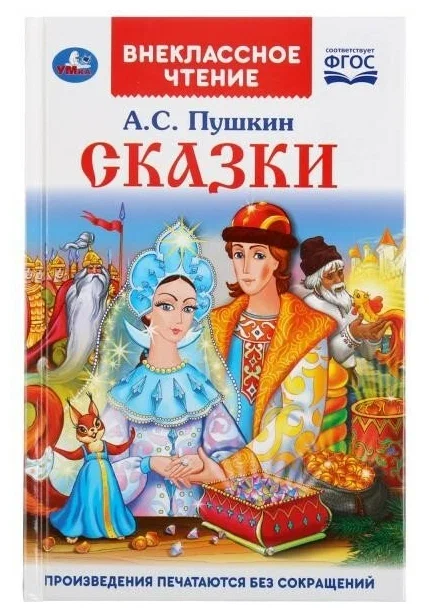 УМка
ВНЕКЛАССНОЕ
ЧТЕНИЕ
соответствует
ФГОС
А.С. Пушкин
СКАЗКИ
ПРОИЗВЕДЕНИЯ ПЕЧАТАЮТСЯ БЕЗ СОКРАЩЕНИЙ